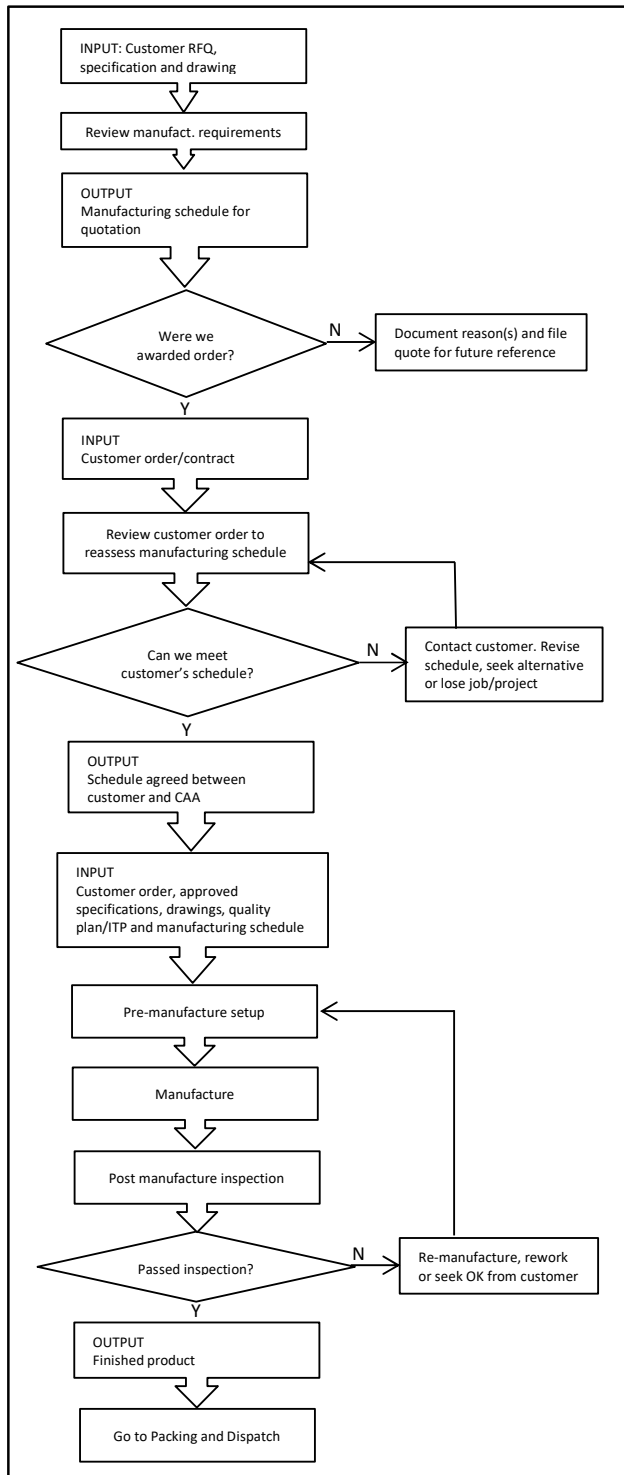 INPUT: Customer RFQ,
specification and drawing
Review manufact. requirements
OUTPUT
Manufacturing schedule for
quotation
Were we
awarded order?
N
Document reason(s) and file
quote for future reference
Y
INPUT
Customer order/contract
Review customer order to
reassess manufacturing schedule
Can we meet
customer’s schedule?
N
Contact customer. Revise
schedule, seek alternative
or lose job/project
Y
OUTPUT
Schedule agreed between
customer and CAA
INPUT
Customer order, approved
specifications, drawings, quality
plan/ITP and manufacturing schedule
Pre-manufacture setup
Manufacture
Post manufacture inspection
Passed inspection?
N
Re-manufacture, rework
or seek OK from customer
Y
OUTPUT
Finished product
Go to Packing and Dispatch